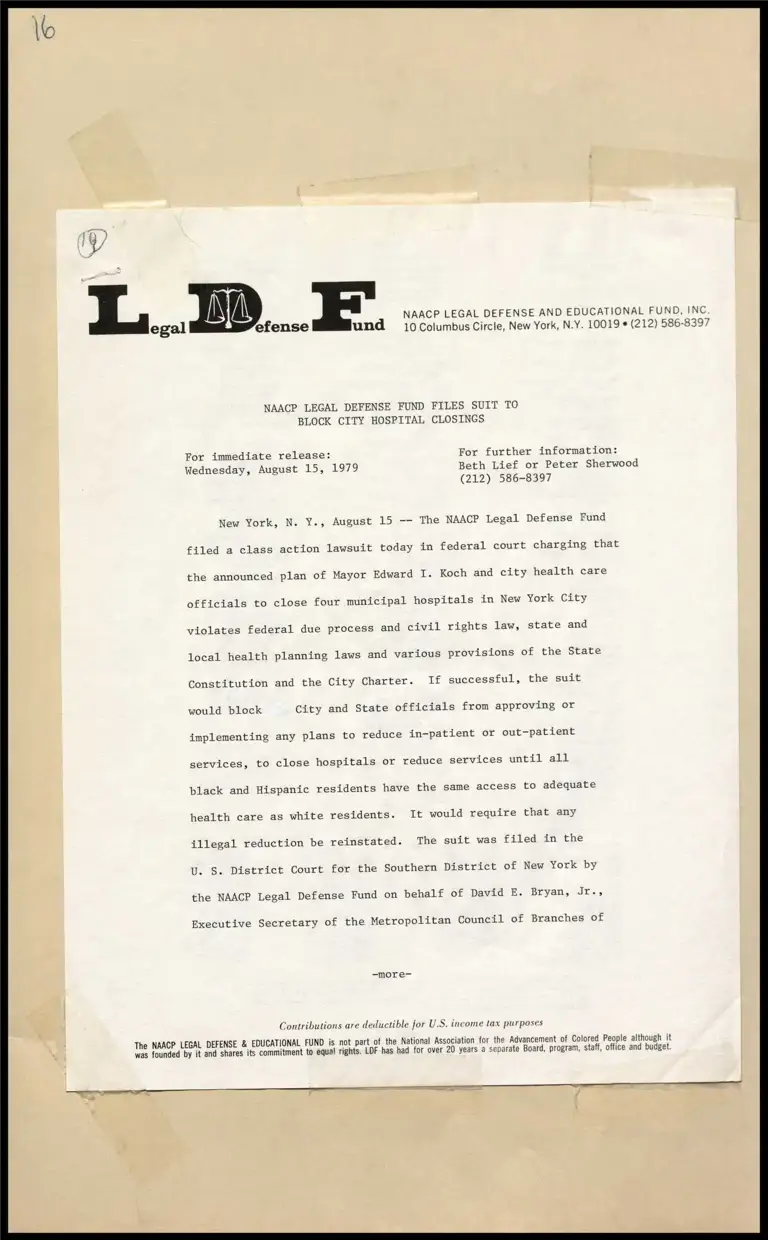 16
Legal Defense Fund
NAACP LEGAL DEFENSE AND EDUCATIONAL FUND, INC.
10 Columbus Circle, New York, N.Y. 10019 • (212) 586-8397
NAACP LEGAL DEFENSE FUND FILES SUIT TO
BLOCK CITY HOSPITAL CLOSINGS
For immediate release:
Wednesday, August 15, 1979
For further information:
Beth Lief or Peter Sherwood
(212) 586-8397
New York, N. Y., August 15 -- The NAACP Legal Defense Fund
filed a class action lawsuit today in federal court charging that
the announced plan of Mayor Edward I. Koch and city health care
officials to close four municipal hospitals in New York City
violates federal due process and civil rights law, state and
local health planning laws and various provisions of the State
Constitution and the City Charter. If successful, the suit
would block City and State officials from approving or
implementing any plans to reduce in-patient or out-patient
services, to close hospitals or reduce services until all
black and Hispanic residents have the same access to adequate
health care as white residents. It would require that any
illegal reduction be reinstated. The suit was filed in the
U. S. District Court for the Southern District of New York by
the NAACP Legal Defense Fund on behalf of David E. Bryan, Jr.,
Executive Secretary of the Metropolitan Council of Branches of
-more-
Contributions are deductible for U.S. income tax purposes
The NAACP LEGAL DEFENSE & EDUCATIONAL FUND is not part of the National Association for the Advancement of Colored People although it
was founded by it and shares its commitment to equal rights. LDF has had for over 20 years a separate Board, program, staff, office and budget.